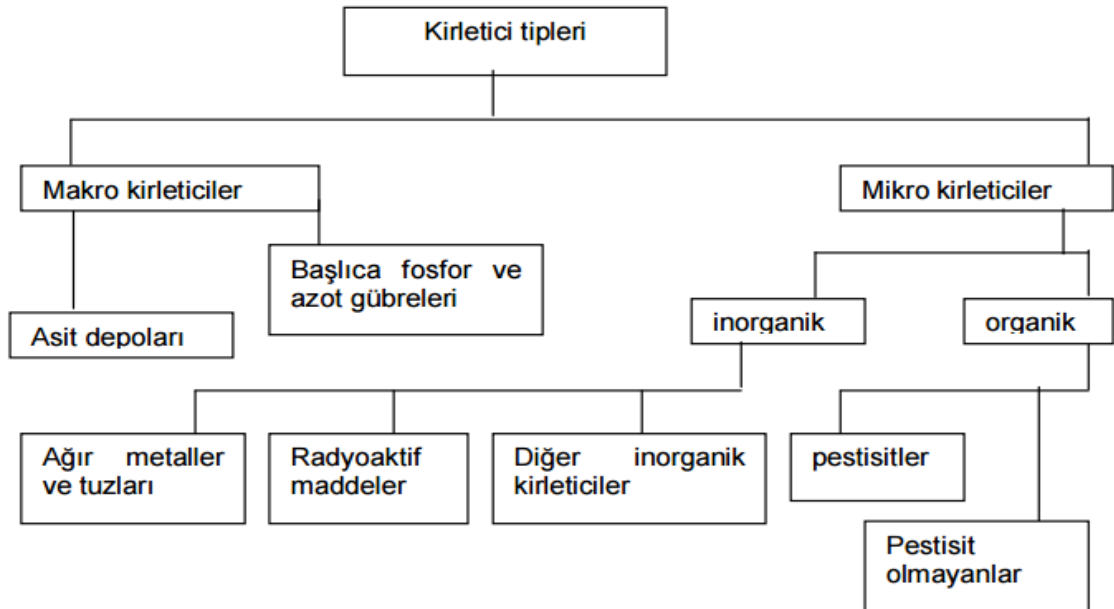 Kirletici tipleri
Makro kirleticiler
Mikro kirleticiler
Başlıca fosfor ve
azot gübreleri
Asit depoları
inorganik
organik
Ağır metaller
ve tuzları
Radyoaktif
maddeler
Diğer inorganik
kirleticiler
pestisitler
Pestisit
olmayanlar